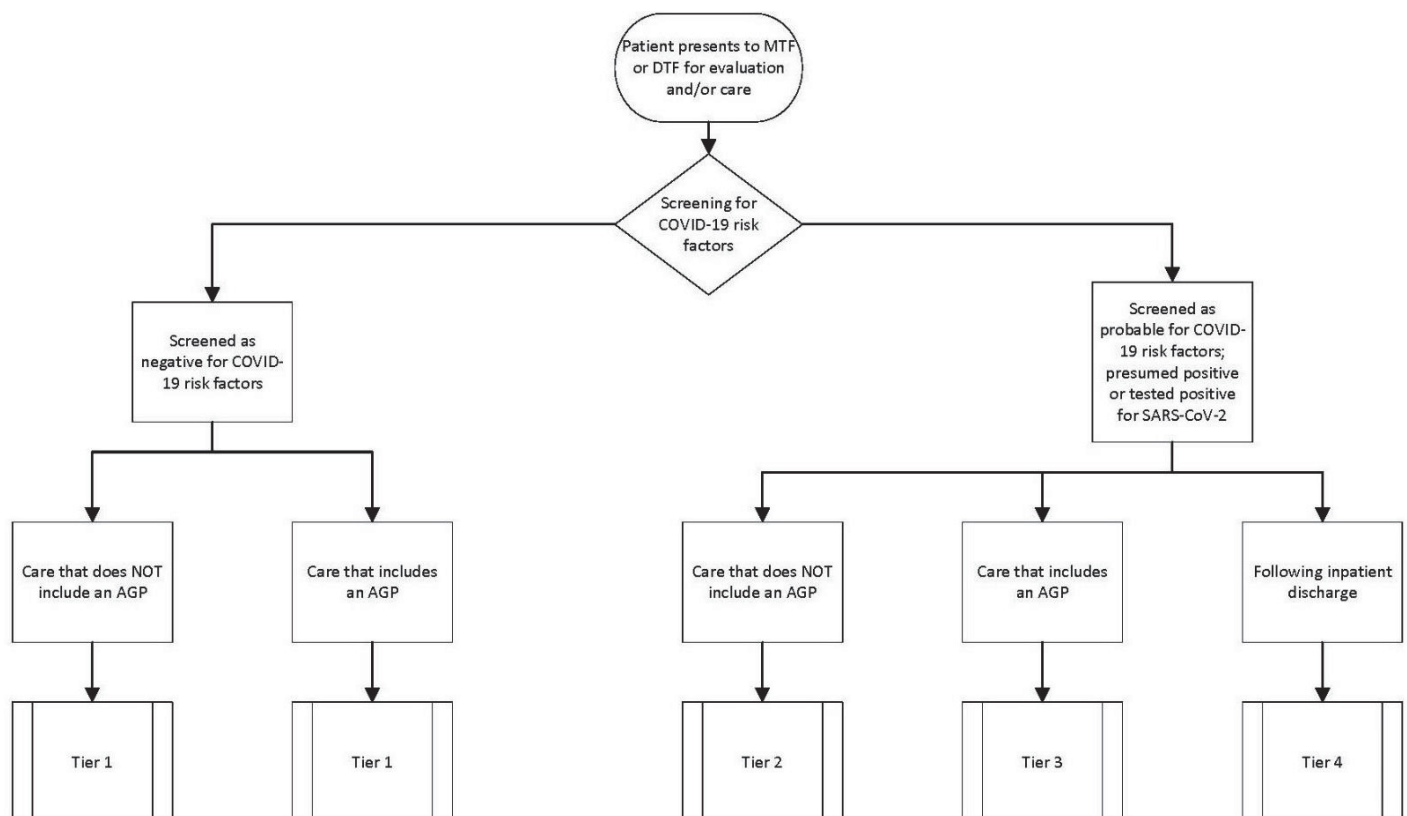 Patient presents to MTF
or DTF for evaluation
and/or care
Screening for
COVID-19 risk
factors
Screened as
negative for COVID-
19 risk factors
Screened as
probable for COVID-
19 risk factors;
presumed positive
or tested positive
for SARS-CoV-2
Care that does NOT
include an AGP
Care that includes
an AGP
Care that does NOT
include an AGP
Care that includes
an AGP
Following inpatient
discharge
Tier 1
Tier 1
Tier 2
Tier 3
Tier 4